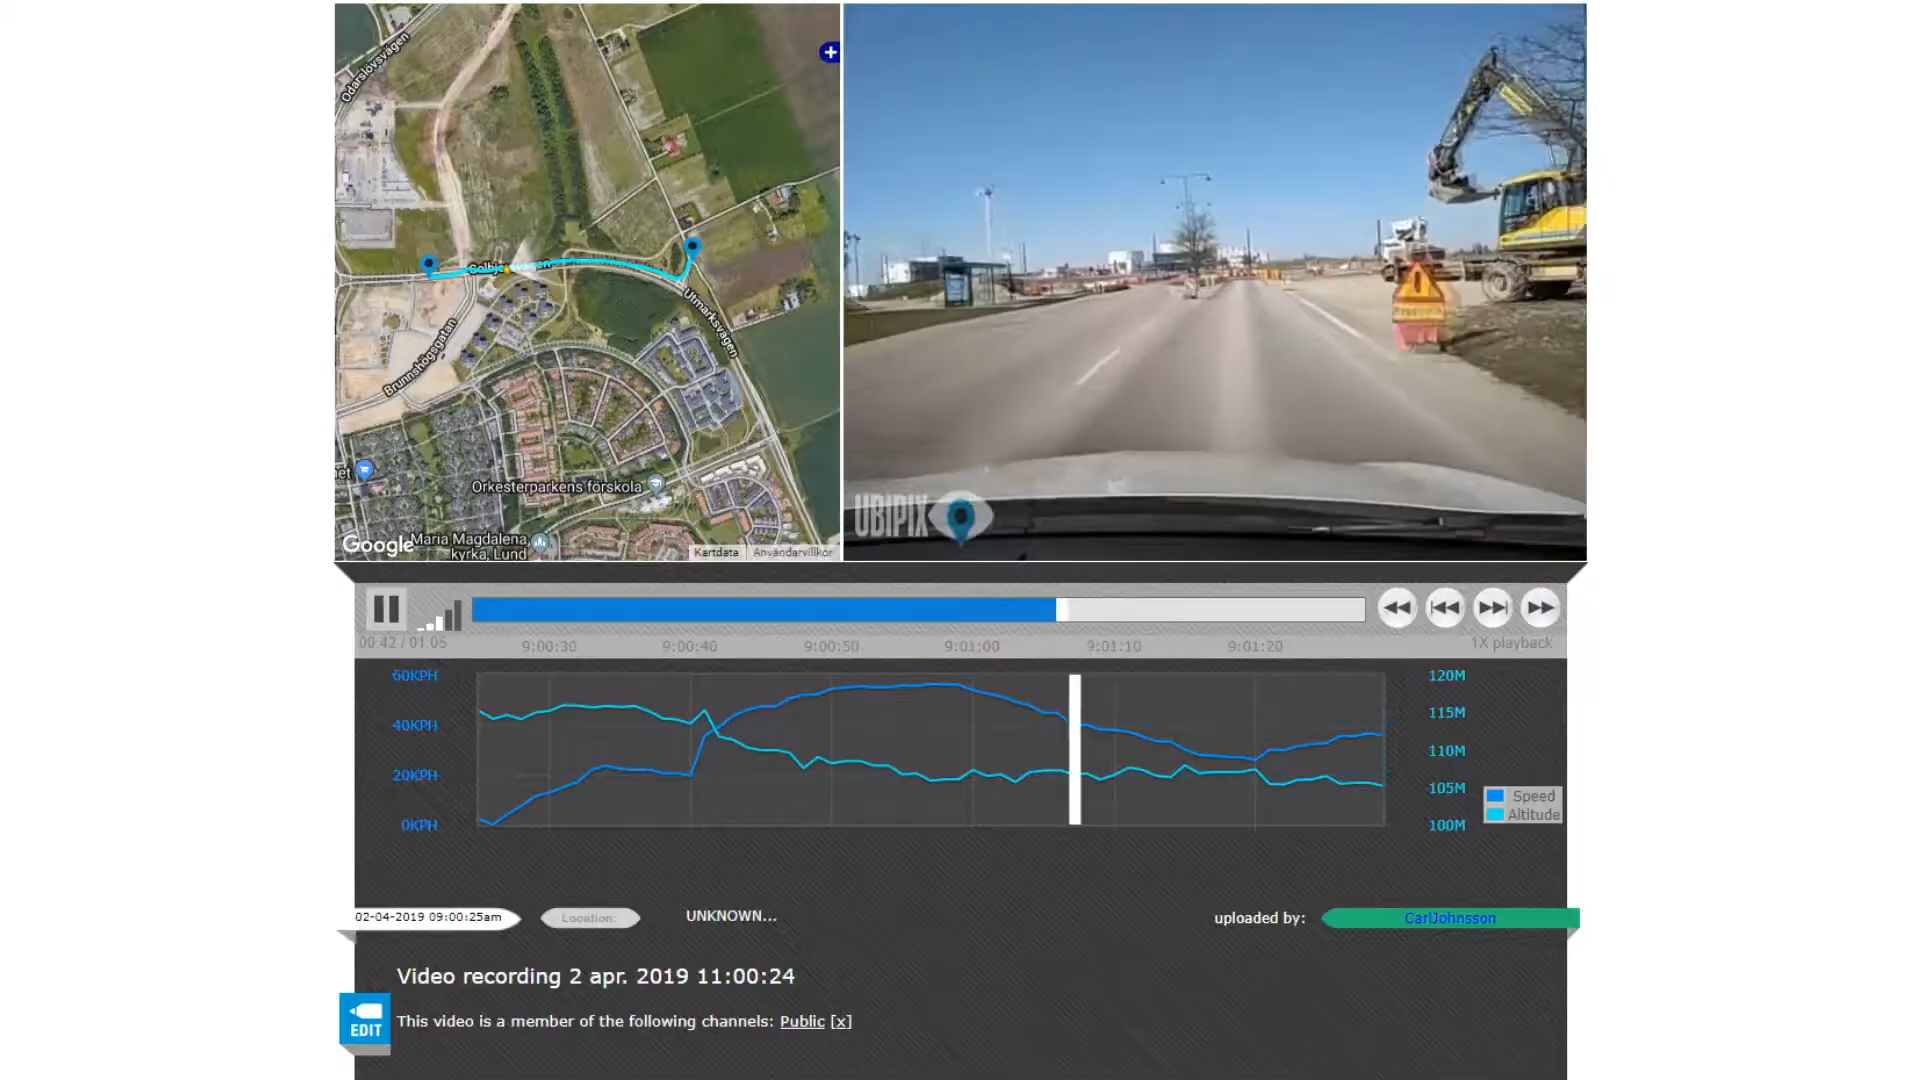 Odarslövsvägen
Solbjersvägen
Utmarksvägen
Brunnshögsgatan
Orkesterparkens förskola
Maria Magdalena
kyrka, Lund
Google
Kartdata
Användarvillkor
UBIPIX
00:42 / 01:05
9:00:30
9:00:40
9:00:50
9:01:00
9:01:10
9:01:20
1X playback
60KPH
40KPH
20KPH
0KPH
120M
115M
110M
105M
100M
Speed
Altitude
02-04-2019 09:00:25am
Location:
UNKNOWN...
uploaded by:
CarlJohnsson
Video recording 2 apr. 2019 11:00:24
EDIT
This video is a member of the following channels: Public [x]